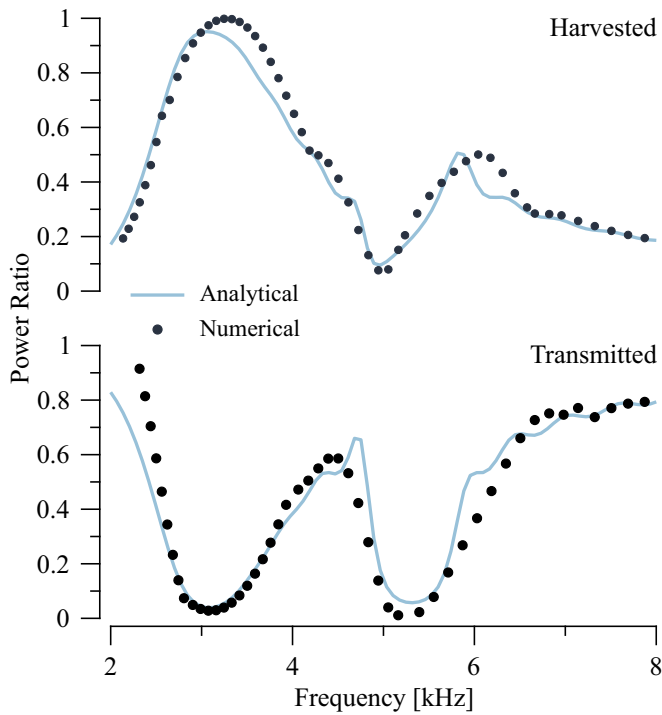 Harvested
1
0.8
0.6
0.4
0.2
0
Power Ratio
Analytical
Numerical
Transmitted
1
0.8
0.6
0.4
0.2
0
2 4 6 8
Frequency [kHz]